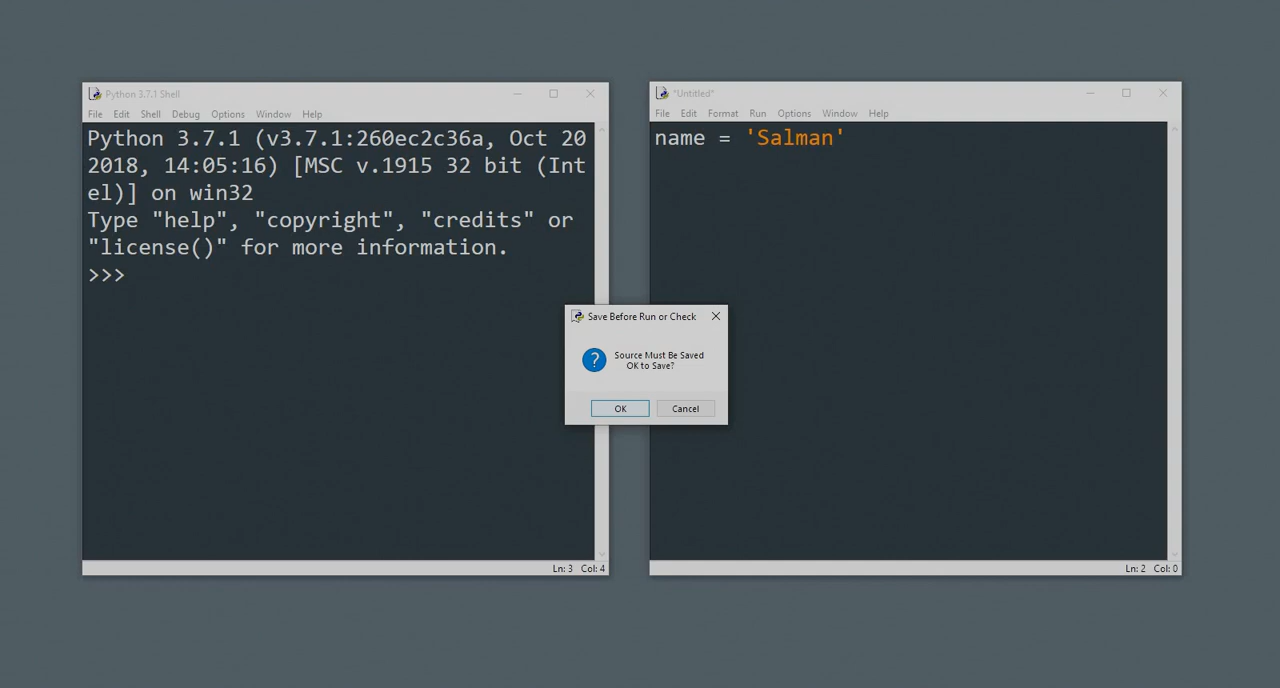 Python 3.7.1 Shell
File Edit Shell Debug Options Window Help
Python 3.7.1 (v3.7.1:260ec2c36a, Oct 20
2018, 14:05:16) [MSC v.1915 32 bit (Int
el)] on win32
Type "help", "copyright", "credits" or
"license()" for more information.
>>>
Ln: 3 Col: 4
*Untitled*
File Edit Format Run Options Window Help
name = 'Salman'
Ln: 2 Col: 0
Save Before Run or Check
Source Must Be Saved
OK to Save?
OK Cancel